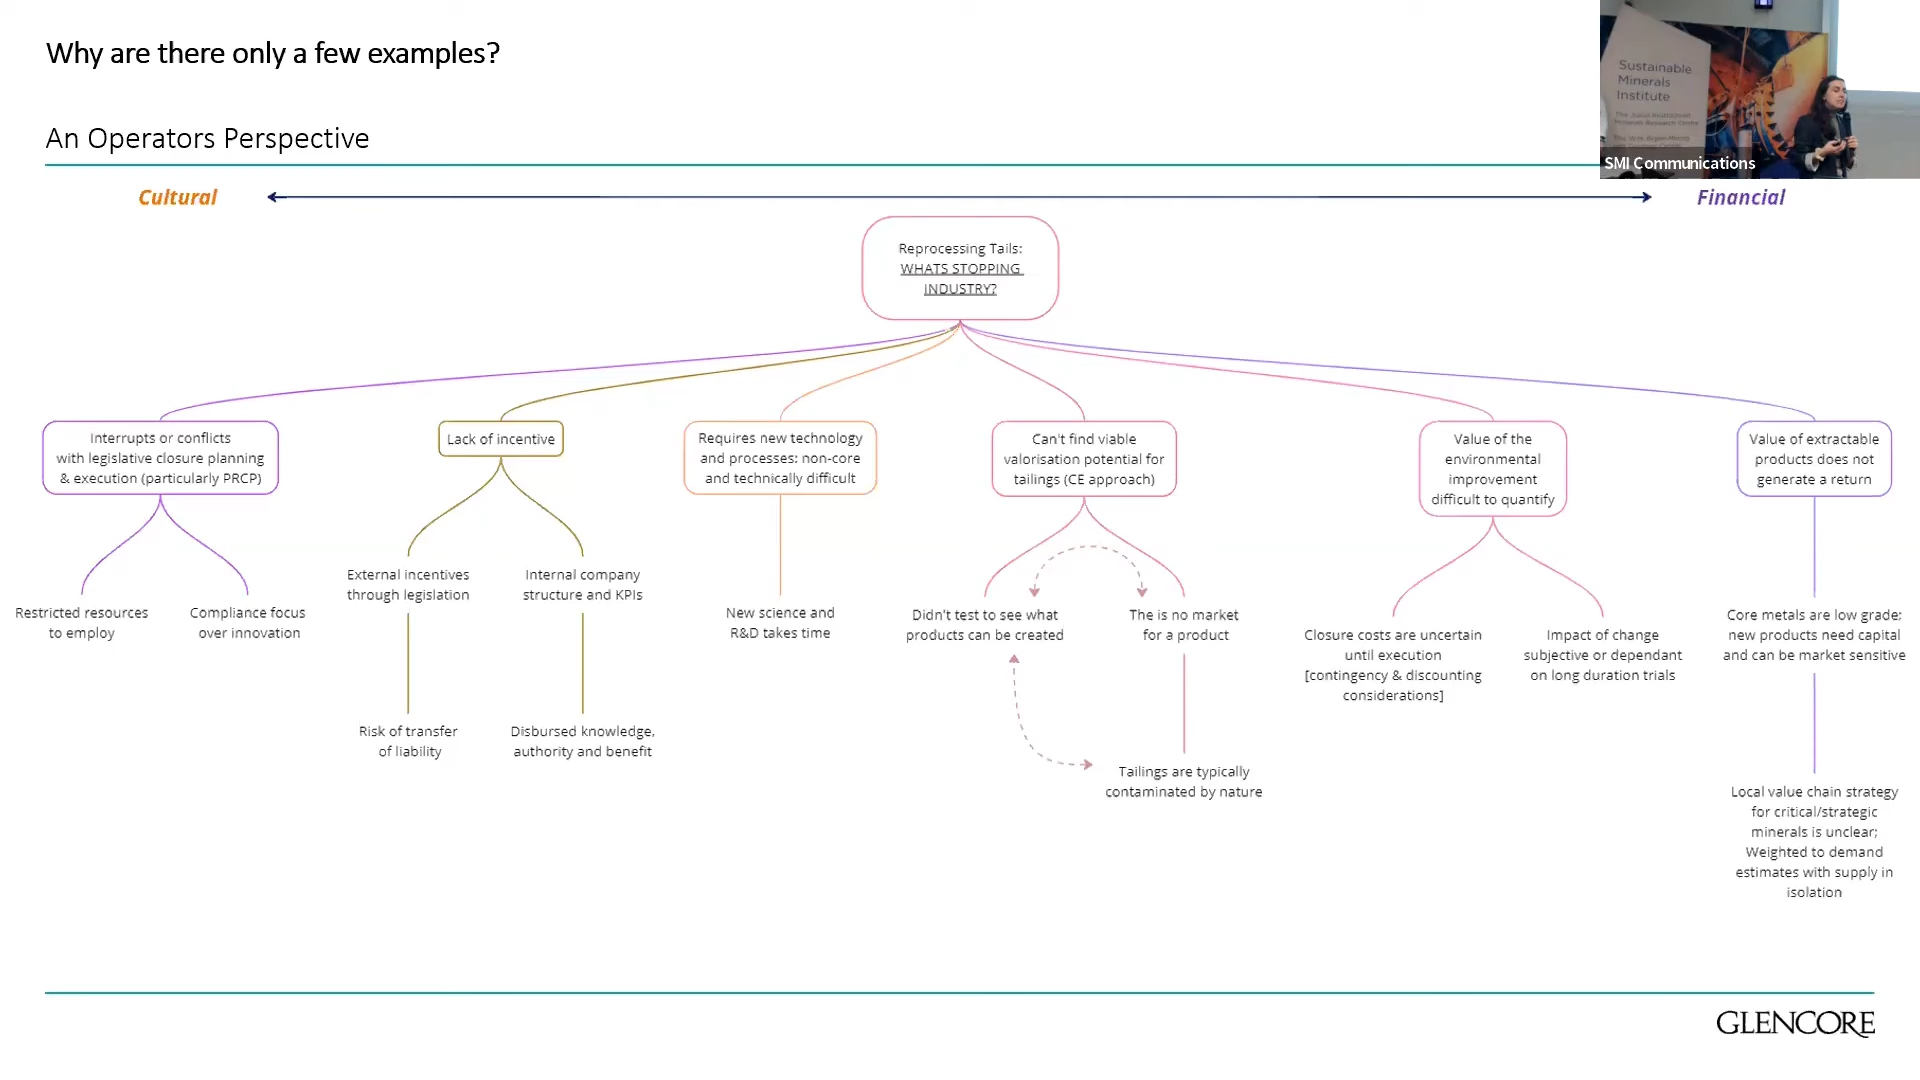 Why are there only a few examples?
An Operators Perspective
Sustainable
Minerals
Institute
SMI Communications
Cultural
Financial
Reprocessing Tails:
WHATS STOPPING
INDUSTRY?
Interrupts or conflicts
with legislative closure planning
& execution (particularly PRCP)
Restricted resources
to employ
Compliance focus
over innovation
Lack of incentive
External incentives
through legislation
Risk of transfer
of liability
Internal company
structure and KPIs
Disbursed knowledge,
authority and benefit
Requires new technology
and processes: non-core
and technically difficult
New science and
R&D takes time
Can't find viable
valorisation potential for
tailings (CE approach)
Didn't test to see what
products can be created
The is no market
for a product
Tailings are typically
contaminated by nature
Value of the
environmental
improvement
difficult to quantify
Closure costs are uncertain
until execution
[contingency & discounting
considerations]
Impact of change
subjective or dependant
on long duration trials
Value of extractable
products does not
generate a return
Core metals are low grade;
new products need capital
and can be market sensitive
Local value chain strategy
for critical/strategic
minerals is unclear;
Weighted to demand
estimates with supply in
isolation
GLENCORE